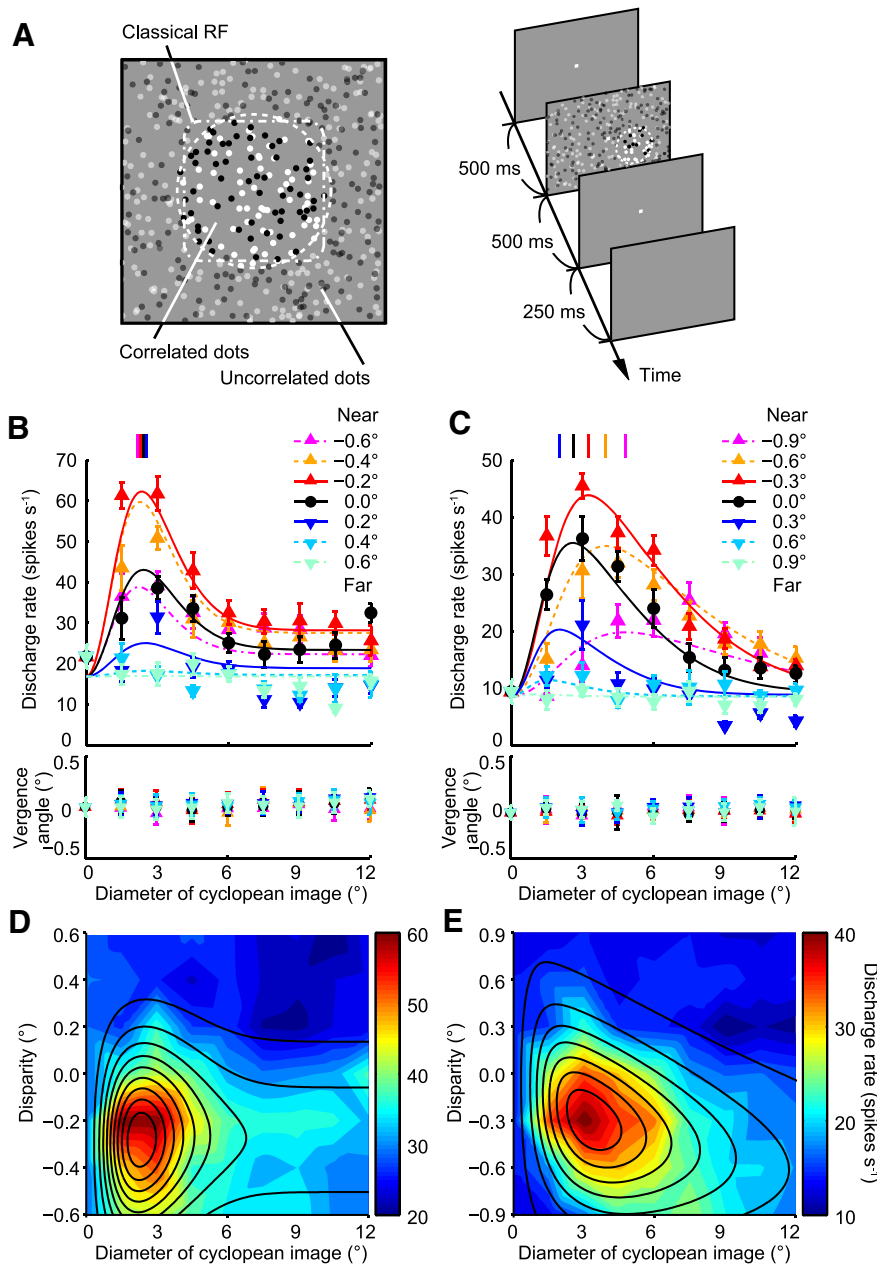 A
Classical RF
Correlated dots
Uncorrelated dots
500 ms
500 ms
250 ms
Time
B
Near
−0.6°
−0.4°
−0.2°
0.0°
0.2°
0.4°
0.6°
Far
Discharge rate (spikes s⁻¹)
70
60
50
40
30
20
10
0
Vergence angle (°)
0.5
0
−0.5
0 3 6 9 12
Diameter of cyclopean image (°)
C
Near
−0.9°
−0.6°
−0.3°
0.0°
0.3°
0.6°
0.9°
Far
Discharge rate (spikes s⁻¹)
50
40
30
20
10
0
Vergence angle (°)
0.5
0
−0.5
0 3 6 9 12
Diameter of cyclopean image (°)
D
Disparity (°)
0.6
0.4
0.2
0.0
−0.2
−0.4
−0.6
0 3 6 9 12
Diameter of cyclopean image (°)
60
50
40
30
20
E
Disparity (°)
0.9
0.6
0.3
0.0
−0.3
−0.6
−0.9
0 3 6 9 12
Diameter of cyclopean image (°)
40
30
20
10
Discharge rate (spikes s⁻¹)